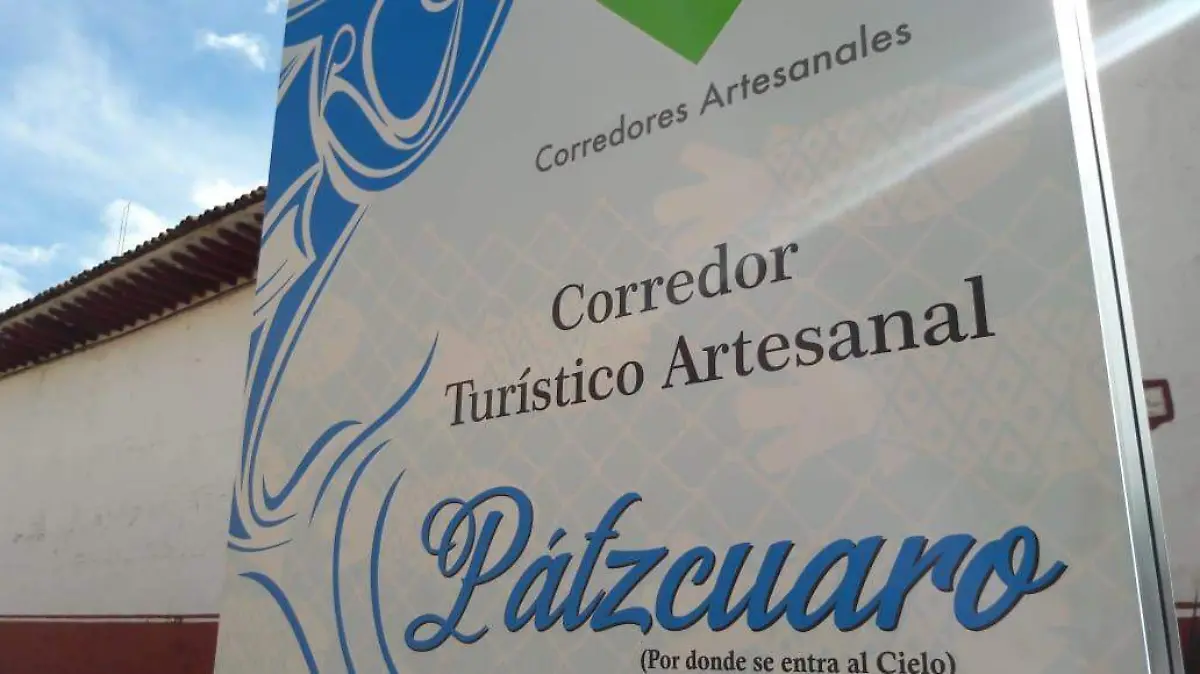 Corredores Artesanales
Corredor
Turístico Artesanal
Pátzcuaro
(Por donde se entra al Cielo)